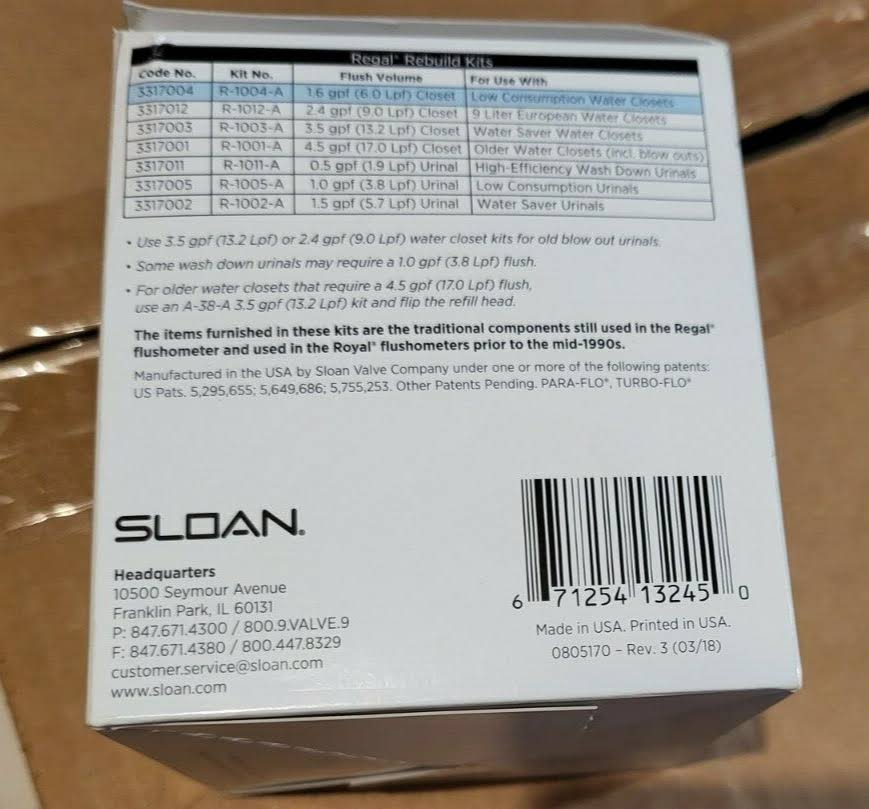 Regal® Rebuild Kits
Code No. Kit No. Flush Volume For Use With
3317004 R-1004-A 1.6 gpf (6.0 Lpf) Closet Low Consumption Water Closets
3317012 R-1012-A 2.4 gpf (9.0 Lpf) Closet 9 Liter European Water Closets
3317003 R-1003-A 3.5 gpf (13.2 Lpf) Closet Water Saver Water Closets
3317001 R-1001-A 4.5 gpf (17.0 Lpf) Closet Older Water Closets (incl. blow outs)
3317011 R-1011-A 0.5 gpf (1.9 Lpf) Urinal High-Efficiency Wash Down Urinals
3317005 R-1005-A 1.0 gpf (3.8 Lpf) Urinal Low Consumption Urinals
3317002 R-1002-A 1.5 gpf (5.7 Lpf) Urinal Water Saver Urinals
• Use 3.5 gpf (13.2 Lpf) or 2.4 gpf (9.0 Lpf) water closet kits for old blow out urinals.
• Some wash down urinals may require a 1.0 gpf (3.8 Lpf) flush.
• For older water closets that require a 4.5 gpf (17.0 Lpf) flush,
use an A-38-A 3.5 gpf (13.2 Lpf) kit and flip the refill head.
The items furnished in these kits are the traditional components still used in the Regal®
flushometer and used in the Royal® flushometers prior to the mid-1990s.
Manufactured in the USA by Sloan Valve Company under one or more of the following patents:
US Pats. 5,295,655; 5,649,686; 5,755,253. Other Patents Pending. PARA-FLO®, TURBO-FLO®
SLOAN®
Headquarters
10500 Seymour Avenue
Franklin Park, IL 60131
P: 847.671.4300 / 800.9.VALVE.9
F: 847.671.4380 / 800.447.8329
customer.service@sloan.com
www.sloan.com
6 71254 13245 0
Made in USA. Printed in USA.
0805170 – Rev. 3 (03/18)